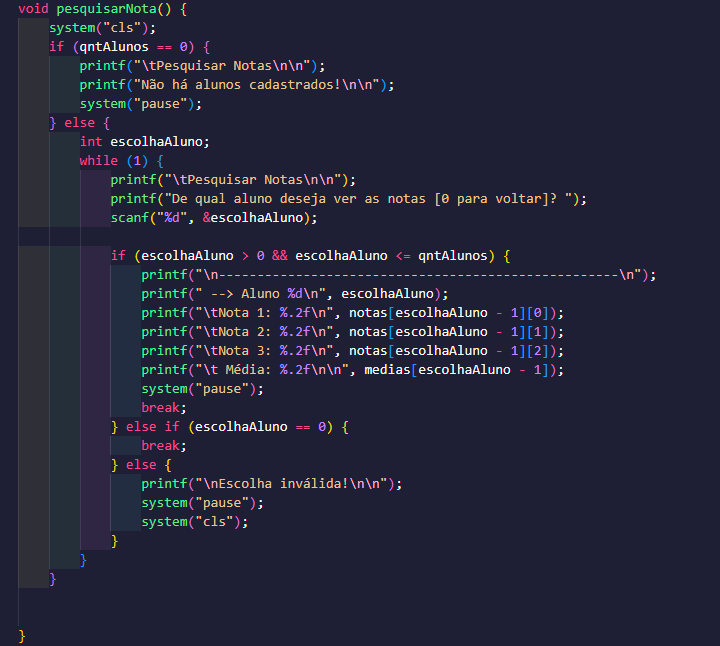 void pesquisarNota() {
    system("cls");
    if (qntAlunos == 0) {
        printf("\tPesquisar Notas\n\n");
        printf("Não há alunos cadastrados!\n\n");
        system("pause");
    } else {
        int escolhaAluno;
        while (1) {
            printf("\tPesquisar Notas\n\n");
            printf("De qual aluno deseja ver as notas [0 para voltar]? ");
            scanf("%d", &escolhaAluno);

            if (escolhaAluno > 0 && escolhaAluno <= qntAlunos) {
                printf("\n----------------------------------------------------\n");
                printf(" --> Aluno %d\n", escolhaAluno);
                printf("\tNota 1: %.2f\n", notas[escolhaAluno - 1][0]);
                printf("\tNota 2: %.2f\n", notas[escolhaAluno - 1][1]);
                printf("\tNota 3: %.2f\n", notas[escolhaAluno - 1][2]);
                printf("\t Média: %.2f\n\n", medias[escolhaAluno - 1]);
                system("pause");
                break;
            } else if (escolhaAluno == 0) {
                break;
            } else {
                printf("\nEscolha inválida!\n\n");
                system("pause");
                system("cls");
            }
        }
    }

}